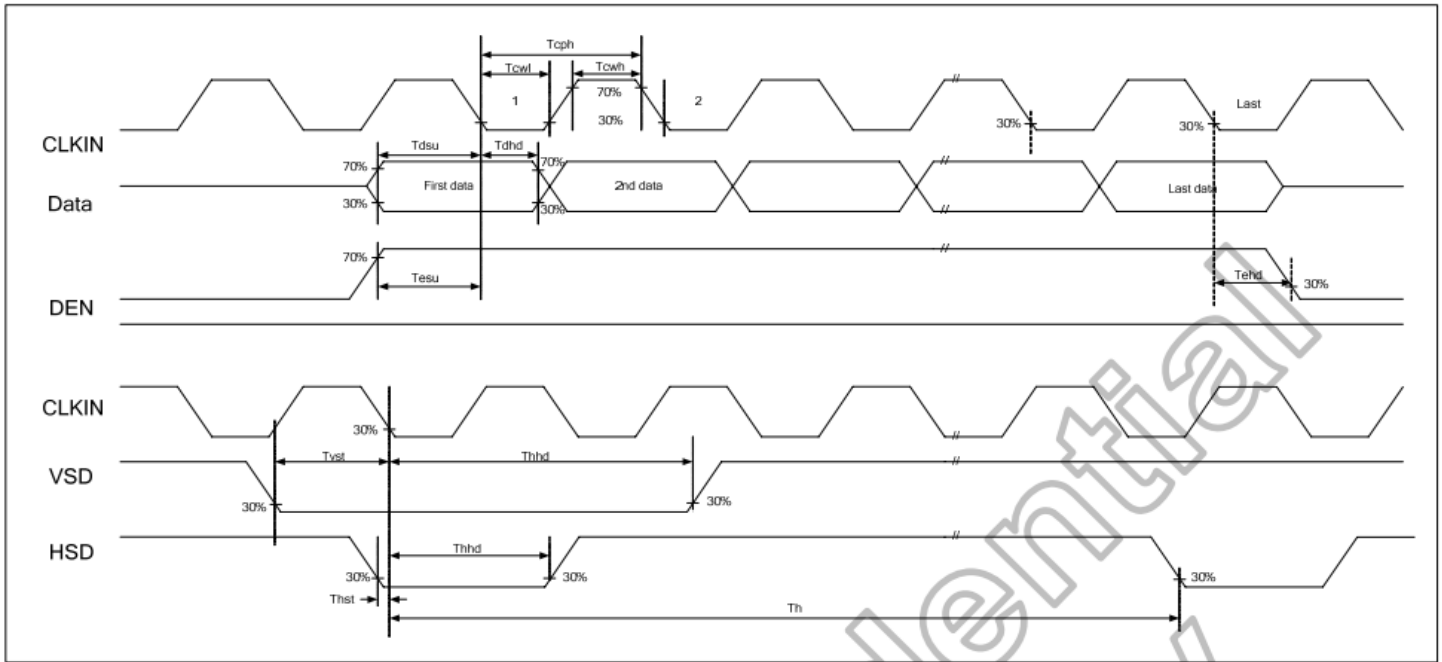 Tcph
Tcwl
Tcwh
1
70%
2
Last
30%
30%
30%
CLKIN
Tdsu
Tdhd
70%
70%
First data
2nd data
Last data
Data
30%
30%
70%
Tesu
Tehd
30%
DEN
CLKIN
30%
Tvst
Thhd
VSD
30%
30%
HSD
Thhd
30%
30%
30%
Thst
Th